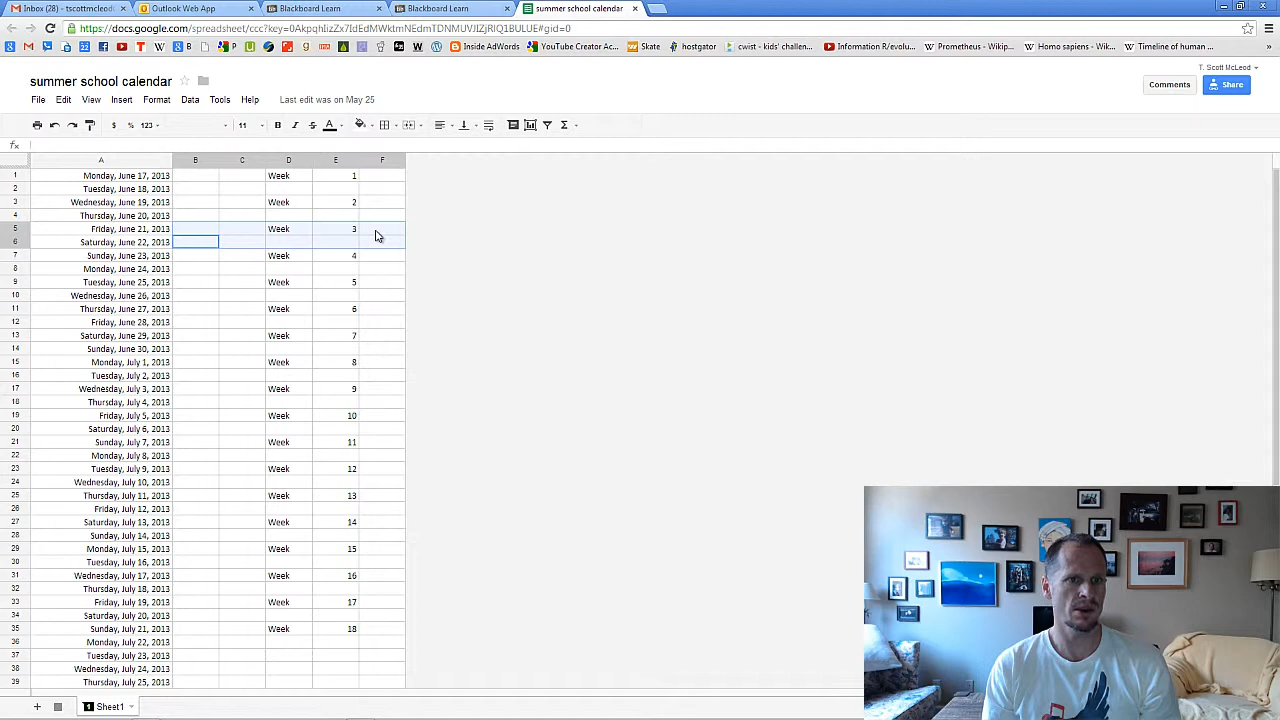 Inbox (8) - tscottmcleod
Outlook Web App
Blackboard Learn
Blackboard Learn
summer school calendar
https://docs.google.com/spreadsheet/
Inside AdWords
YouTube Creator Ac...
Skate
hostgator
cwist - kids' challen...
Information R/evolu...
Prometheus - Wikip...
Homo sapiens - Wik...
Timeline of human ...
T. Scott McLeod
summer school calendar
Comments
Share
File Edit View Insert Format Data Tools Help Last edit was on May 25
$ % 123 11 B I S A Σ
fx
A B C D E F
1 Monday, June 17, 2013 Week 1
2 Tuesday, June 18, 2013
3 Wednesday, June 19, 2013 Week 2
4 Thursday, June 20, 2013
5 Friday, June 21, 2013 Week 3
6 Saturday, June 22, 2013
7 Sunday, June 23, 2013 Week 4
8 Monday, June 24, 2013
9 Tuesday, June 25, 2013 Week 5
10 Wednesday, June 26, 2013
11 Thursday, June 27, 2013 Week 6
12 Friday, June 28, 2013
13 Saturday, June 29, 2013 Week 7
14 Sunday, June 30, 2013
15 Monday, July 1, 2013 Week 8
16 Tuesday, July 2, 2013
17 Wednesday, July 3, 2013 Week 9
18 Thursday, July 4, 2013
19 Friday, July 5, 2013 Week 10
20 Saturday, July 6, 2013
21 Sunday, July 7, 2013 Week 11
22 Monday, July 8, 2013
23 Tuesday, July 9, 2013 Week 12
24 Wednesday, July 10, 2013
25 Thursday, July 11, 2013 Week 13
26 Friday, July 12, 2013
27 Saturday, July 13, 2013 Week 14
28 Sunday, July 14, 2013
29 Monday, July 15, 2013 Week 15
30 Tuesday, July 16, 2013
31 Wednesday, July 17, 2013 Week 16
32 Thursday, July 18, 2013
33 Friday, July 19, 2013 Week 17
34 Saturday, July 20, 2013
35 Sunday, July 21, 2013 Week 18
36 Monday, July 22, 2013
37 Tuesday, July 23, 2013
38 Wednesday, July 24, 2013
39 Thursday, July 25, 2013
Sheet1